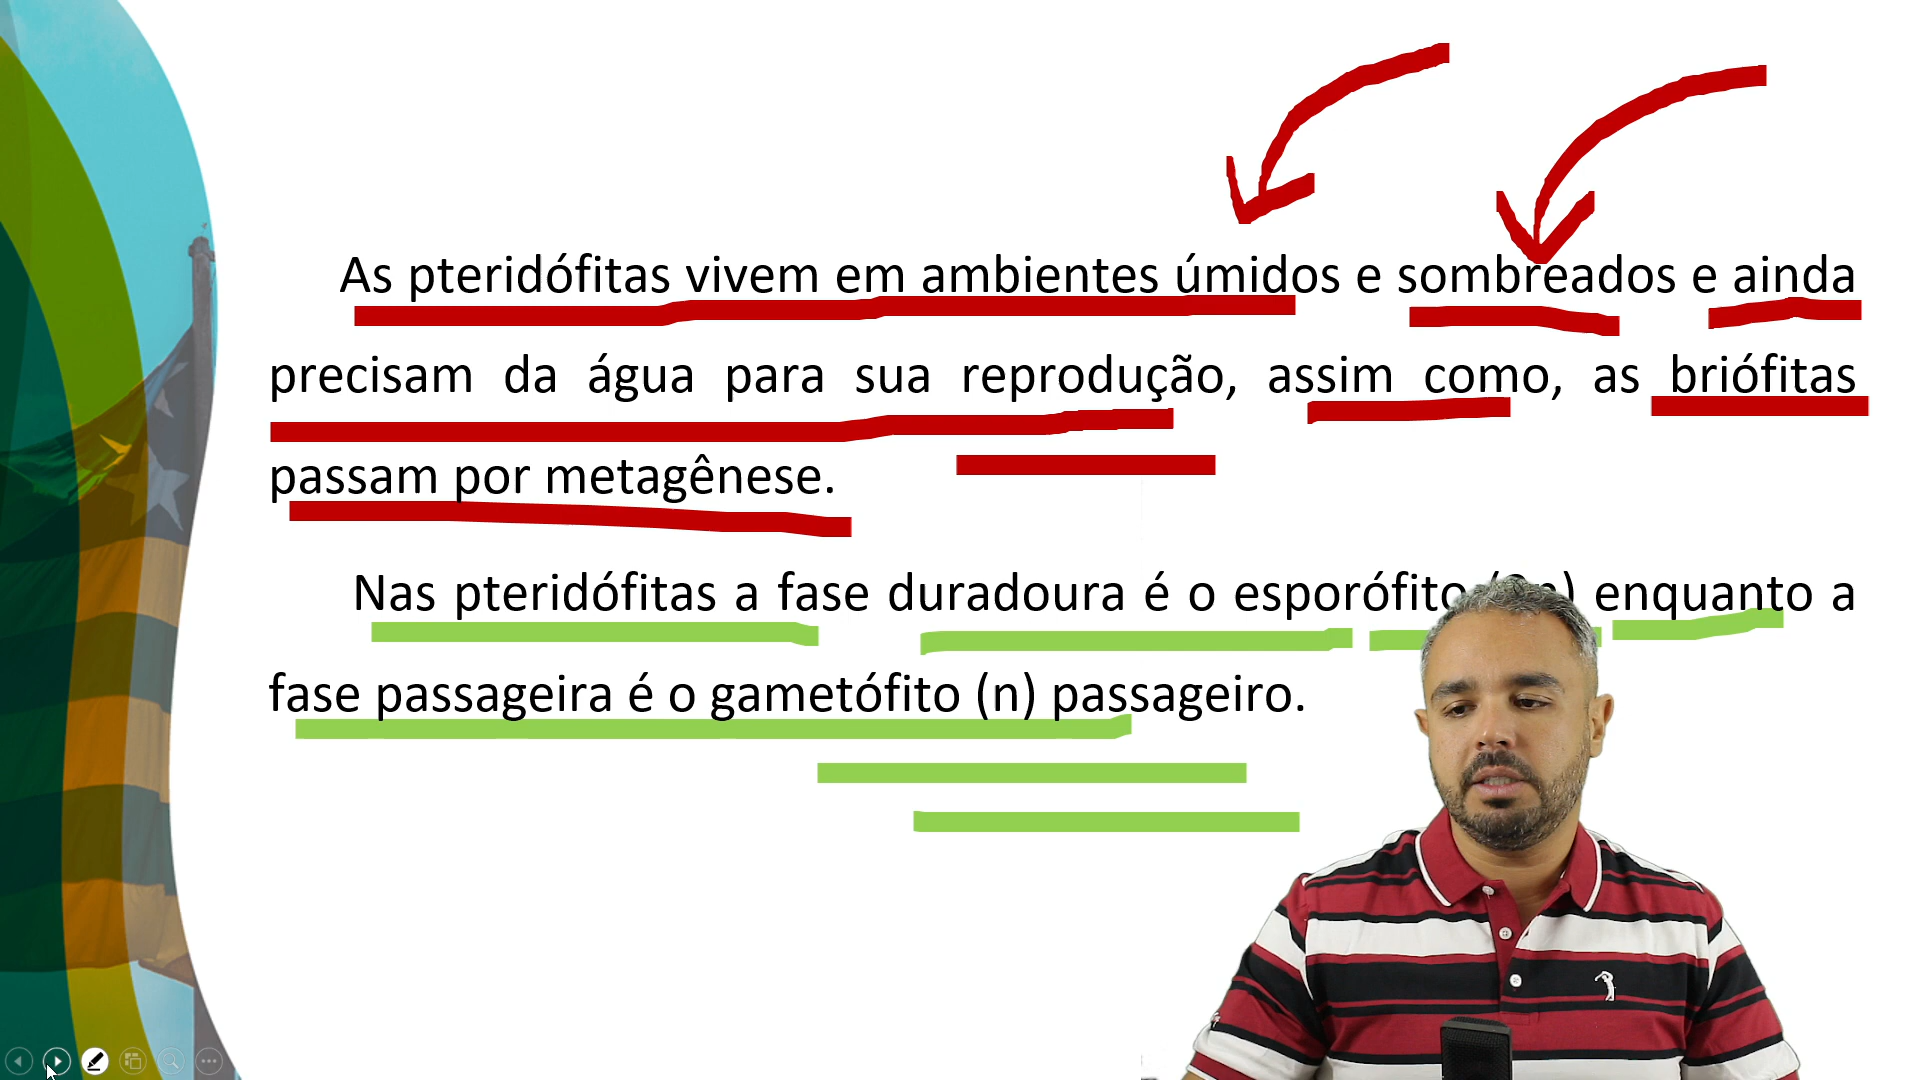 As pteridófitas vivem em ambientes úmidos e sombreados e ainda
precisam da água para sua reprodução, assim como, as briófitas
passam por metagênese.
Nas pteridófitas a fase duradoura é o esporófito enquanto a
fase passageira é o gametófito (n) passageiro.